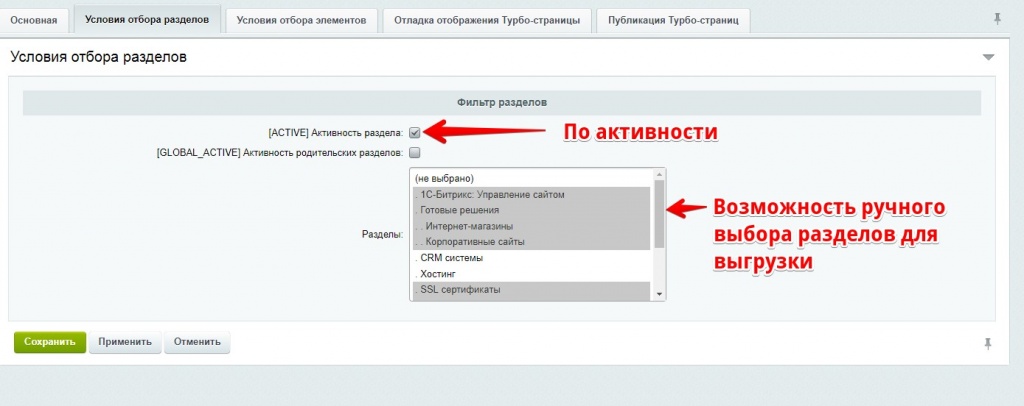 Основная
Условия отбора разделов
Условия отбора элементов
Отладка отображения Турбо-страницы
Публикация Турбо-страниц
Условия отбора разделов
Фильтр разделов
[ACTIVE] Активность раздела:
По активности
[GLOBAL_ACTIVE] Активность родительских разделов:
(не выбрано)
. 1С-Битрикс: Управление сайтом
. Готовые решения
. . Интернет-магазины
. . Корпоративные сайты
. CRM системы
. Хостинг
. SSL сертификаты
Разделы:
Возможность ручного
выбора разделов для
выгрузки
Сохранить
Применить
Отменить